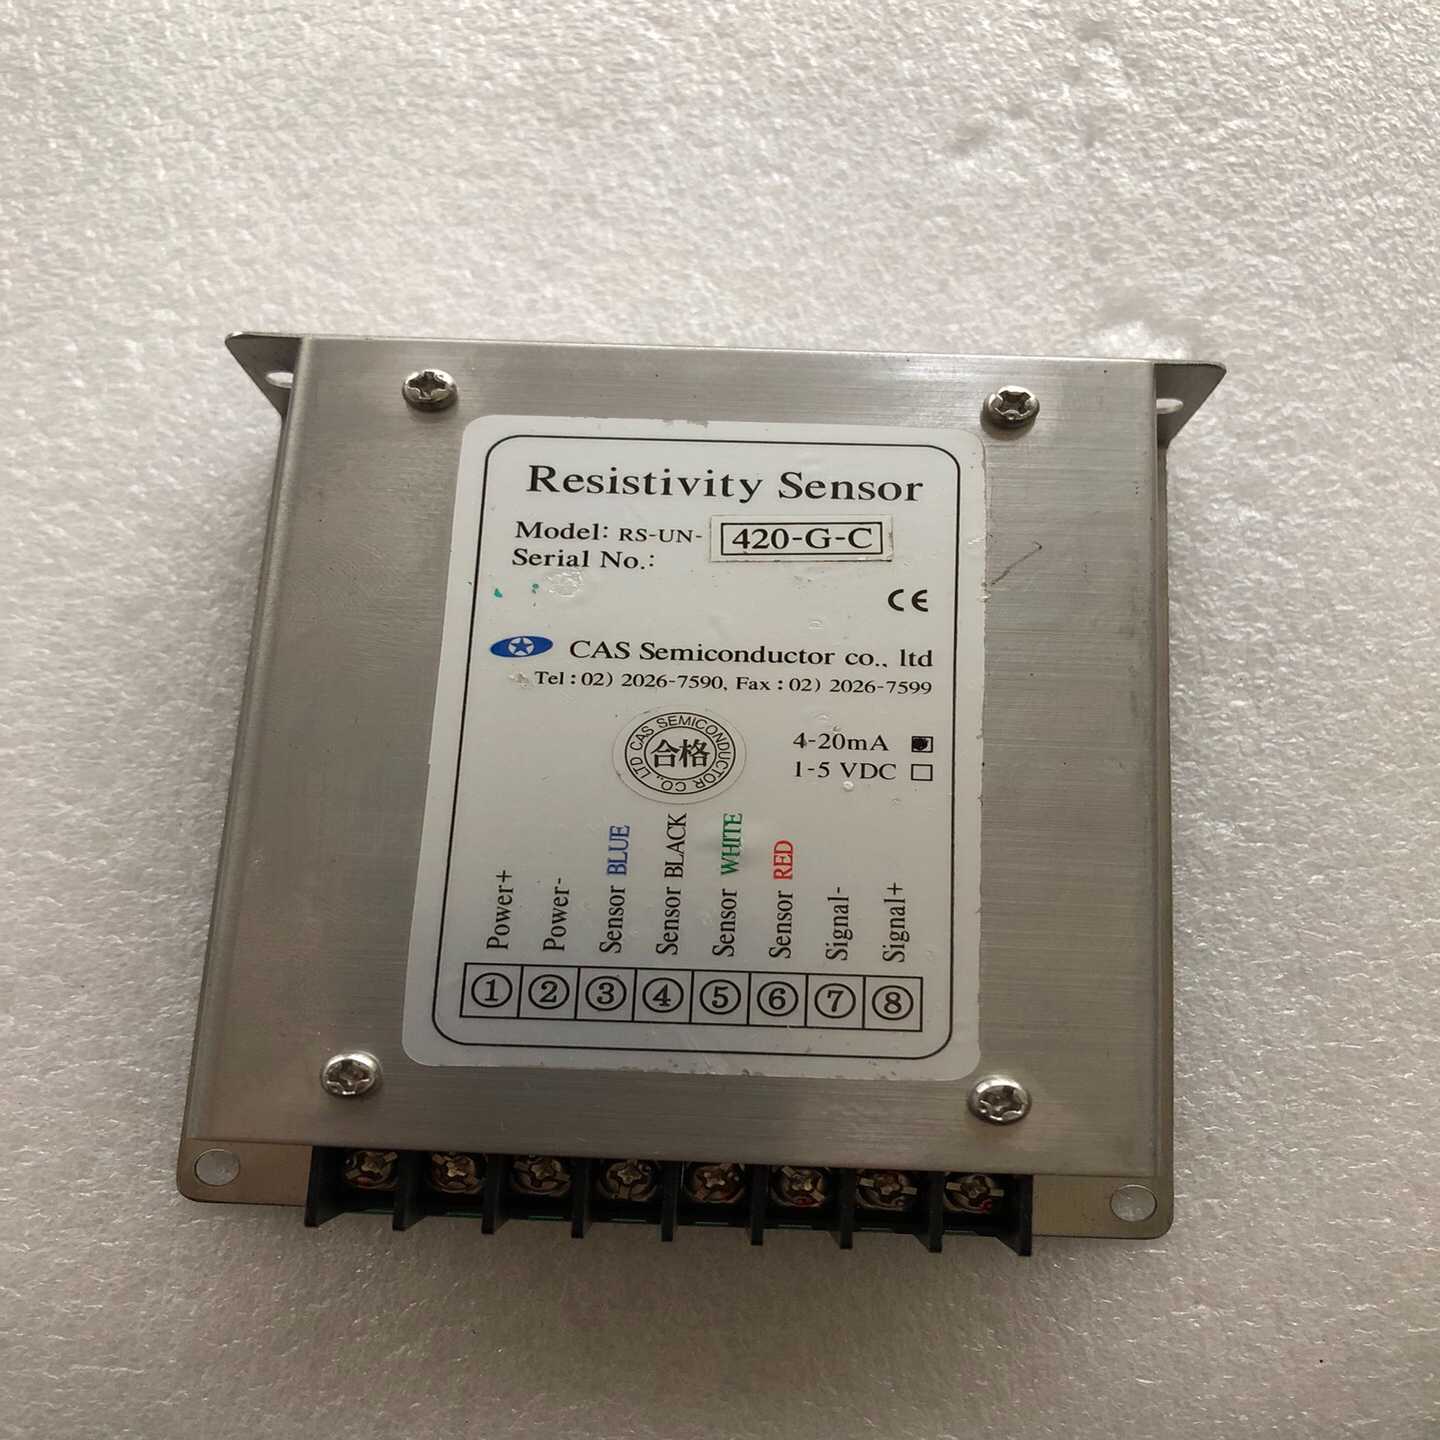 Resistivity Sensor
Model: RS-UN- 420-G-C
Serial No.:
CE
CAS Semiconductor co., ltd
Tel : 02) 2026-7590, Fax : 02) 2026-7599
CAS SEMICONDUCTOR CO., LTD
合格
4-20mA
1-5 VDC
Power+
Power-
Sensor BLUE
Sensor BLACK
Sensor WHITE
Sensor RED
Signal-
Signal+
① ② ③ ④ ⑤ ⑥ ⑦ ⑧